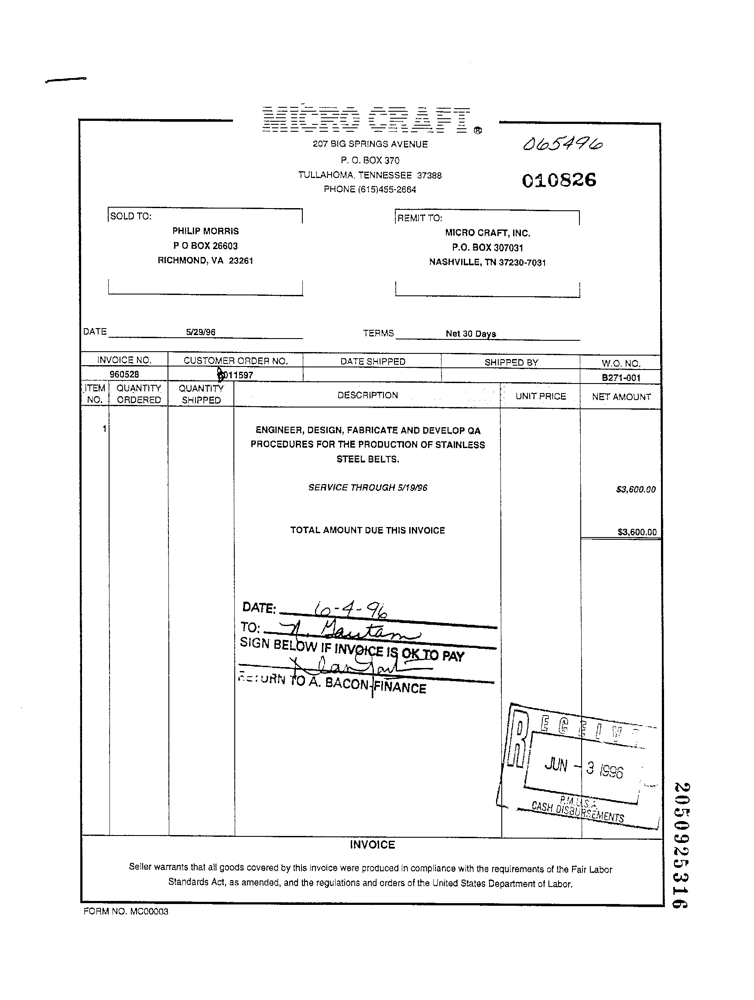 MICRO CRAFT ®
207 BIG SPRINGS AVENUE
P. O. BOX 370
TULLAHOMA, TENNESSEE 37388
PHONE (615)455-2664
065496
010826
SOLD TO:
PHILIP MORRIS
P O BOX 26603
RICHMOND, VA 23261
REMIT TO:
MICRO CRAFT, INC.
P.O. BOX 307031
NASHVILLE, TN 37230-7031
DATE 5/29/96 TERMS Net 30 Days
INVOICE NO. CUSTOMER ORDER NO. DATE SHIPPED SHIPPED BY W.O. NO.
960528 011597 B271-001
ITEM NO. QUANTITY ORDERED QUANTITY SHIPPED DESCRIPTION UNIT PRICE NET AMOUNT
1 ENGINEER, DESIGN, FABRICATE AND DEVELOP QA
PROCEDURES FOR THE PRODUCTION OF STAINLESS
STEEL BELTS.
SERVICE THROUGH 5/19/96 $3,600.00
TOTAL AMOUNT DUE THIS INVOICE $3,600.00
DATE: 6-4-96
TO: N. Gautam
SIGN BELOW IF INVOICE IS OK TO PAY
RETURN TO A. BACON-FINANCE
RECEIVE
JUN - 3 1996
P.M. U.S.A.
CASH DISBURSEMENTS
2050925316
INVOICE
Seller warrants that all goods covered by this invoice were produced in compliance with the requirements of the Fair Labor
Standards Act, as amended, and the regulations and orders of the United States Department of Labor.
FORM NO. MC00003